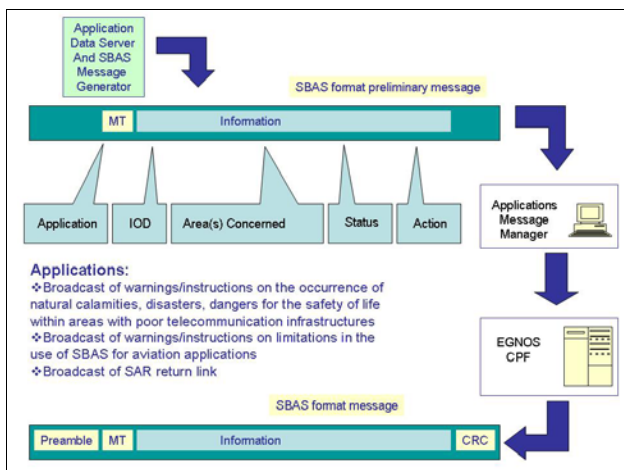 Application
Data Server
And SBAS
Message
Generator
SBAS format preliminary message
MT
Information
Application
IOD
Area(s) Concerned
Status
Action
Applications
Message
Manager
Applications:
❖Broadcast of warnings/instructions on the occurrence of
natural calamities, disasters, dangers for the safety of life
within areas with poor telecommunication infrastructures
❖Broadcast of warnings/instructions on limitations in the
use of SBAS for aviation applications
❖Broadcast of SAR return link
EGNOS
CPF
SBAS format message
Preamble
MT
Information
CRC